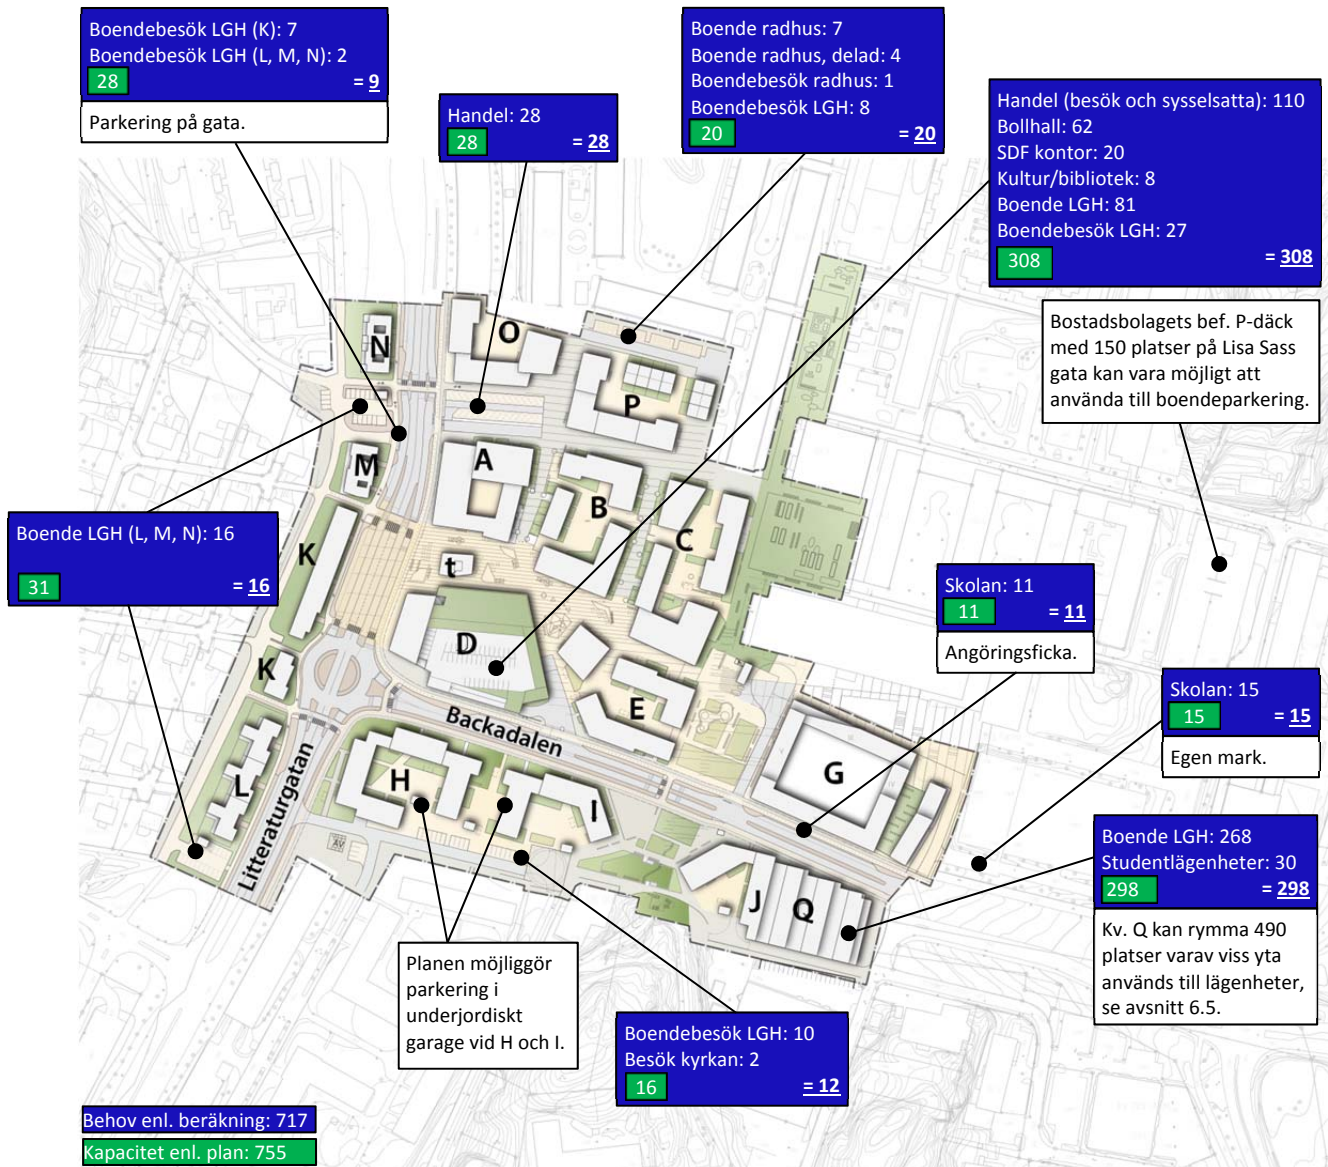 Boendebesök LGH (K): 7
Boendebesök LGH (L, M, N): 2
28
= 9
Parkering på gata.
Handel: 28
28
= 28
Boende radhus: 7
Boende radhus, delad: 4
Boendebesök radhus: 1
Boendebesök LGH: 8
20
= 20
Handel (besök och sysselsatta): 110
Bollhall: 62
SDF kontor: 20
Kultur/bibliotek: 8
Boende LGH: 81
Boendebesök LGH: 27
308
= 308
Bostadsbolagets bef. P-däck
med 150 platser på Lisa Sass
gata kan vara möjligt att
använda till boendeparkering.
N
O
P
M
A
B
C
K
t
D
K
E
L
H
I
G
J
Q
Backadalen
Litteraturgatan
ÅV
Boende LGH (L, M, N): 16
31
= 16
Skolan: 11
11
= 11
Angöringsficka.
Skolan: 15
15
= 15
Egen mark.
Boende LGH: 268
Studentlägenheter: 30
298
= 298
Kv. Q kan rymma 490
platser varav viss yta
används till lägenheter,
se avsnitt 6.5.
Planen möjliggör
parkering i
underjordiskt
garage vid H och I.
Boendebesök LGH: 10
Besök kyrkan: 2
16
= 12
Behov enl. beräkning: 717
Kapacitet enl. plan: 755